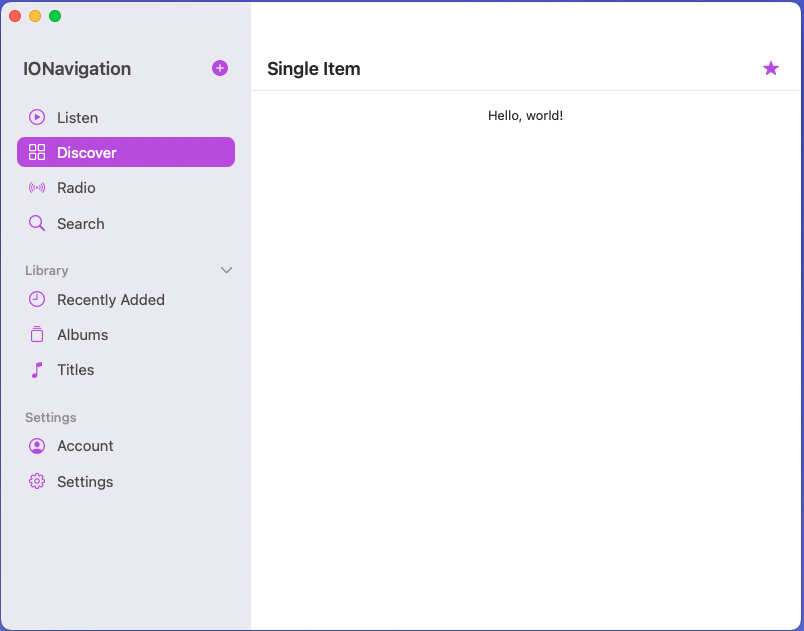 IONavigation
Listen
Discover
Radio
Search
Library
Recently Added
Albums
Titles
Settings
Account
Settings
Single Item
Hello, world!